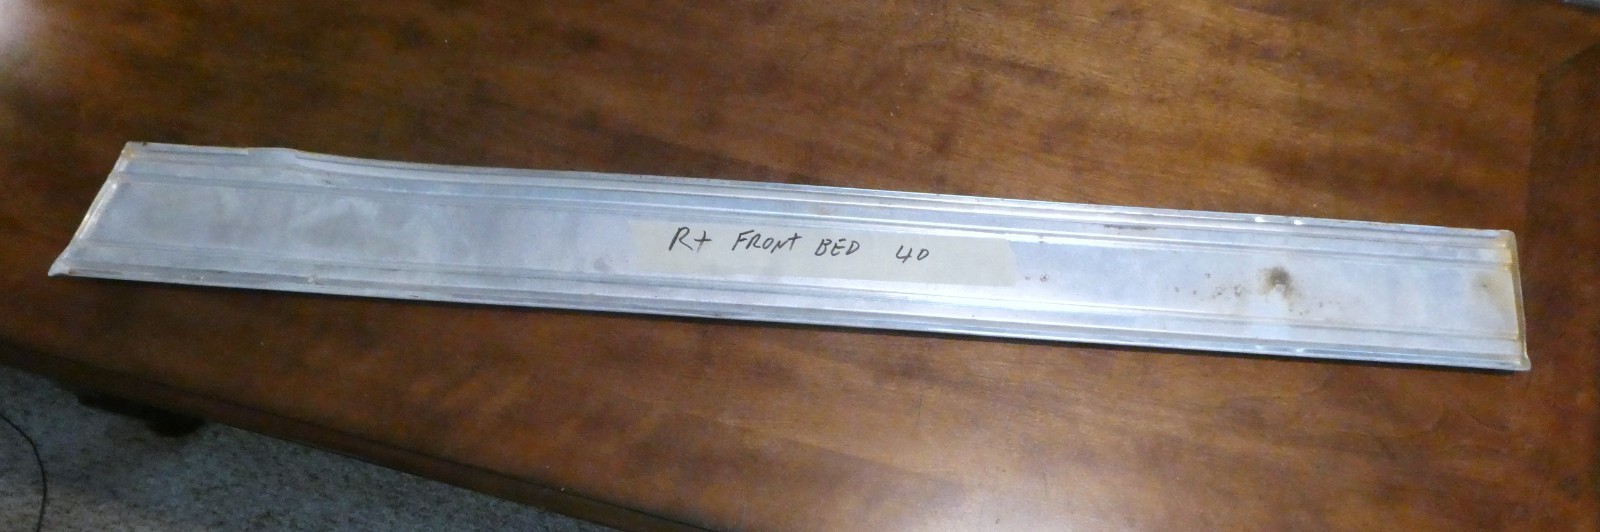 Rt FRONT BED 40